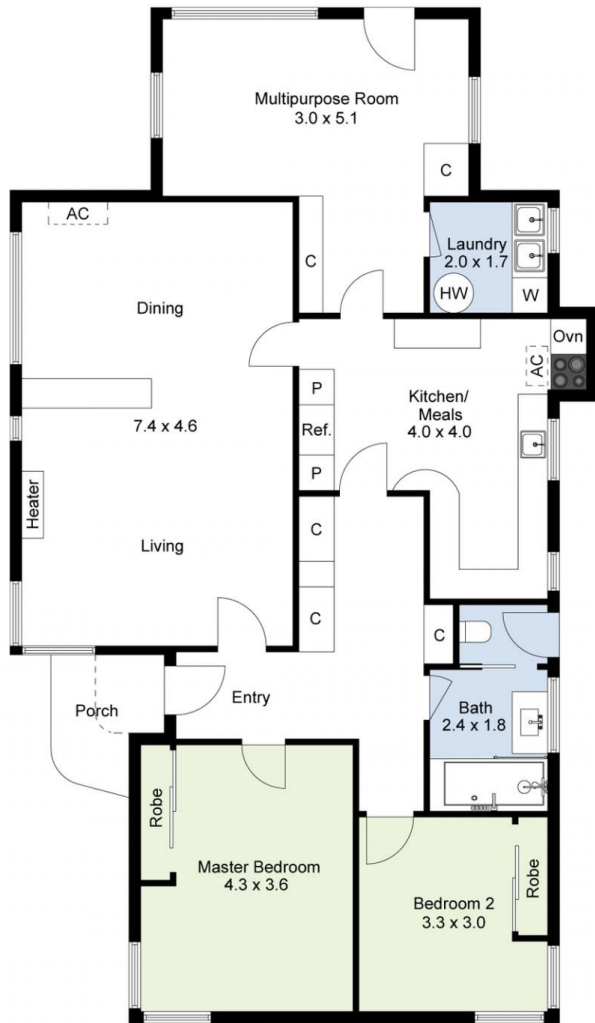 Multipurpose Room
3.0 x 5.1
C
AC
C
Laundry
2.0 x 1.7
HW
W
Dining
Ovn
AC
P
Ref.
P
Kitchen/
Meals
4.0 x 4.0
7.4 x 4.6
Heater
Living
C
C
C
Entry
Porch
Bath
2.4 x 1.8
Robe
Master Bedroom
4.3 x 3.6
Bedroom 2
3.3 x 3.0
Robe